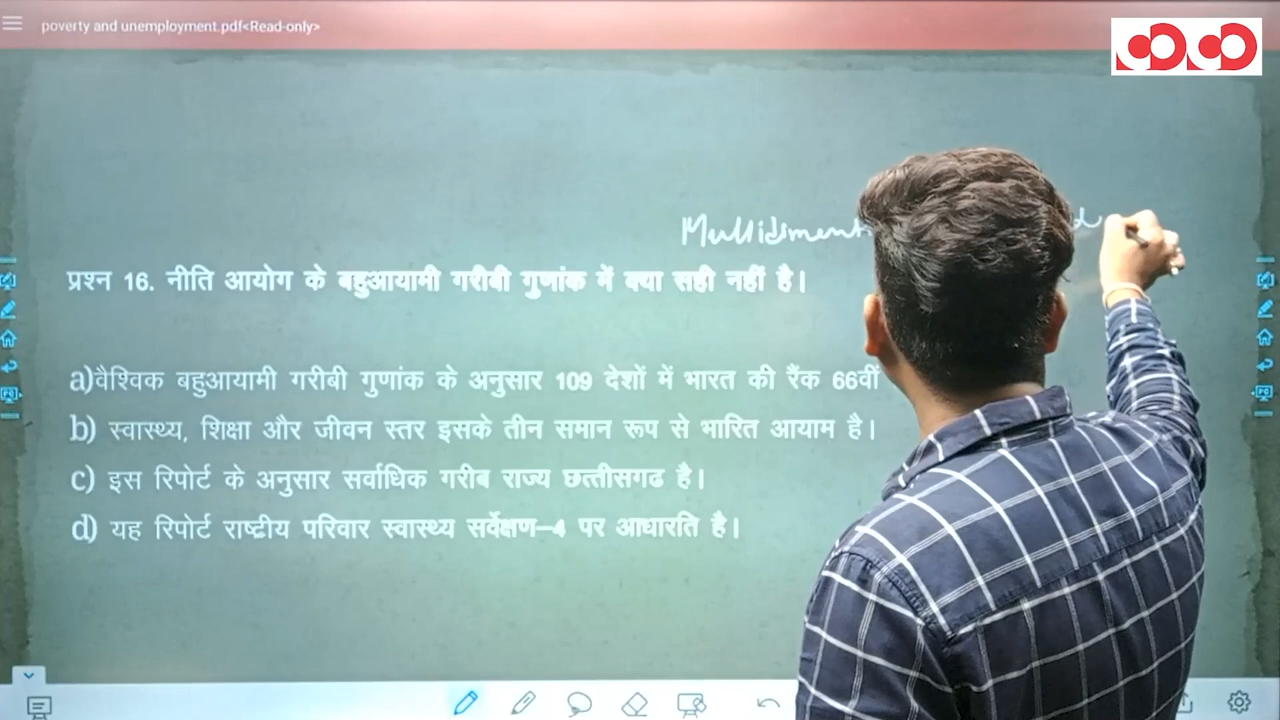 poverty and unemployment.pdf<Read-only>
प्रश्न 16. नीति आयोग के बहुआयामी गरीबी गुणांक में क्या सही नहीं है।
a)वैश्विक बहुआयामी गरीबी गुणांक के अनुसार 109 देशों में भारत की रैंक 66वीं
b) स्वास्थ्य, शिक्षा और जीवन स्तर इसके तीन समान रूप से भारित आयाम है।
c) इस रिपोर्ट के अनुसार सर्वाधिक गरीब राज्य छत्तीसगढ है।
d) यह रिपोर्ट राष्ट्रीय परिवार स्वास्थ्य सर्वेक्षण–4 पर आधारति है।